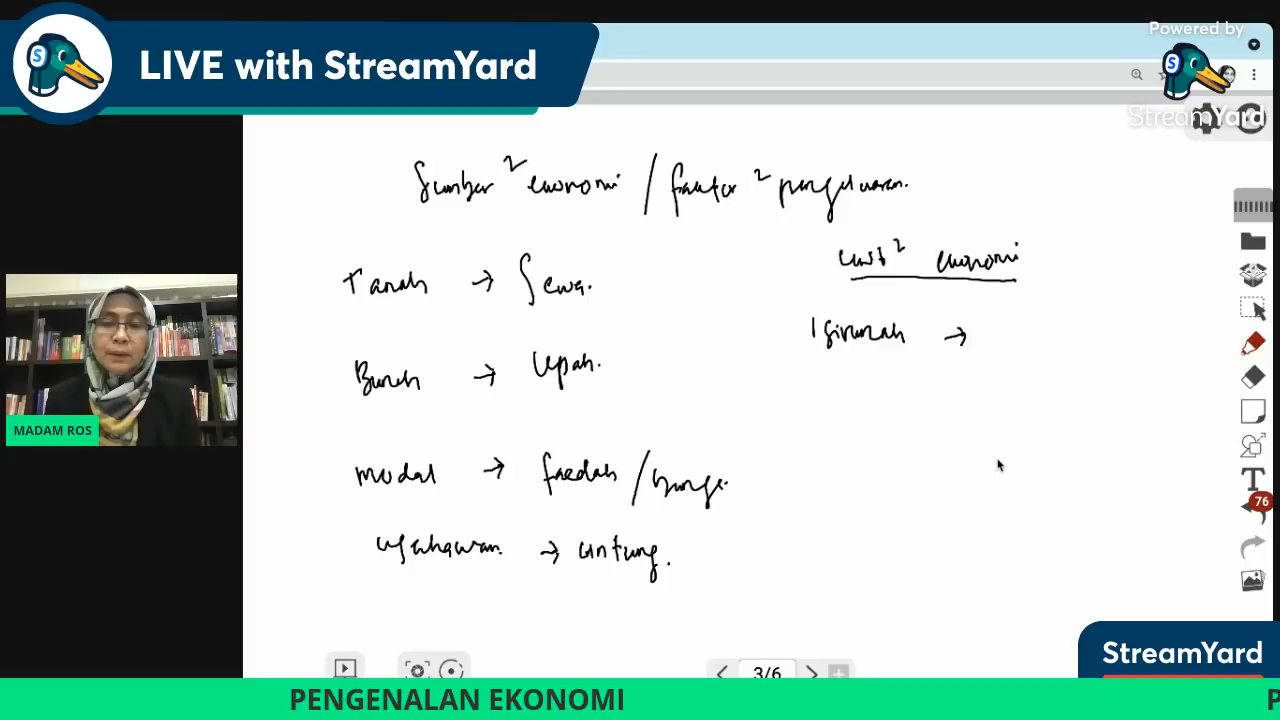 Powered by
LIVE with StreamYard
StreamYard
Sumber² ekonomi / faktor² pengeluaran.
unit² ekonomi
Tanah → Sewa.
Isirumah →
Buruh → Upah.
MADAM ROS
modal → faedah / bunga.
T
76
usahawan → untung.
StreamYard
3/6
PENGENALAN EKONOMI
P